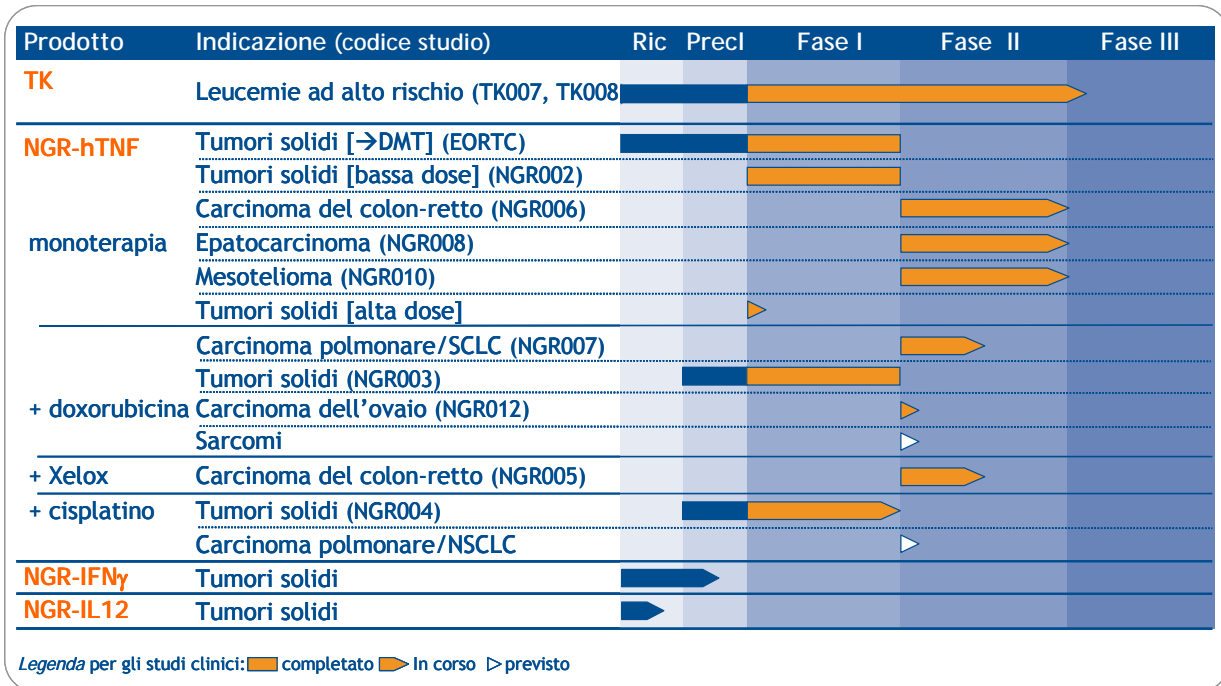 Prodotto Indicazione (codice studio) Ric Precl Fase I Fase II Fase III
TK
Leucemie ad alto rischio (TK007, TK008
NGR-hTNF Tumori solidi [→DMT] (EORTC)
Tumori solidi [bassa dose] (NGR002)
Carcinoma del colon-retto (NGR006)
monoterapia Epatocarcinoma (NGR008)
Mesotelioma (NGR010)
Tumori solidi [alta dose]
Carcinoma polmonare/SCLC (NGR007)
Tumori solidi (NGR003)
+ doxorubicina Carcinoma dell’ovaio (NGR012)
Sarcomi
+ Xelox Carcinoma del colon-retto (NGR005)
+ cisplatino Tumori solidi (NGR004)
Carcinoma polmonare/NSCLC
NGR-IFNγ Tumori solidi
NGR-IL12 Tumori solidi
Legenda per gli studi clinici: completato In corso previsto